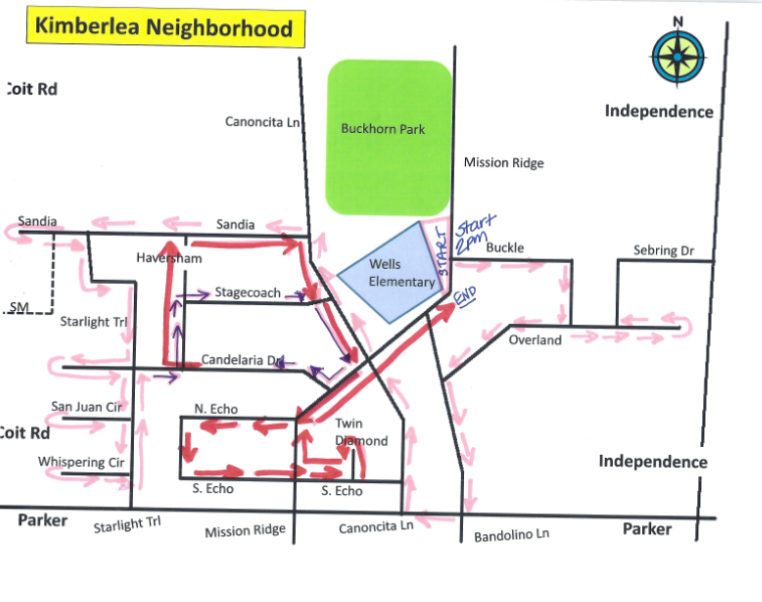 Kimberlea Neighborhood
N
Coit Rd
Independence
Canoncita Ln
Buckhorn Park
Mission Ridge
Sandia
Sandia
START
Start
2pm
Buckle
Sebring Dr
Haversham
Wells
Elementary
Stagecoach
END
SM
Starlight Trl
Overland
Candelaria Dr
San Juan Cir
N. Echo
Twin
Diamond
Coit Rd
Whispering Cir
Independence
S. Echo
S. Echo
Parker
Starlight Trl
Mission Ridge
Canoncita Ln
Bandolino Ln
Parker